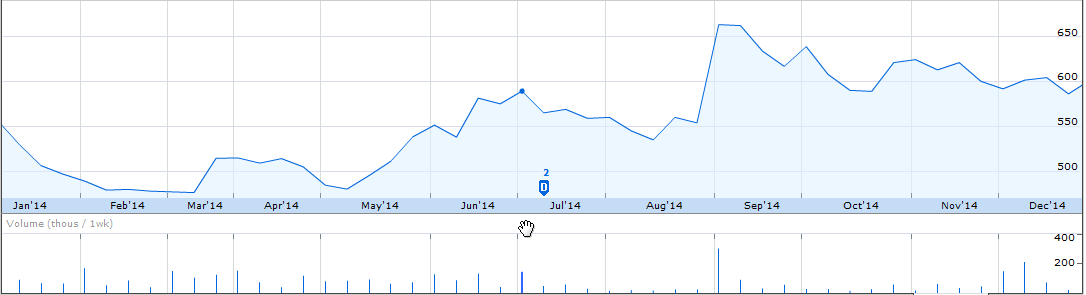 650
600
550
500
2
D
Jan'14 Feb'14 Mar'14 Apr'14 May'14 Jun'14 Jul'14 Aug'14 Sep'14 Oct'14 Nov'14 Dec'14
Volume (thous / 1wk)
400
200